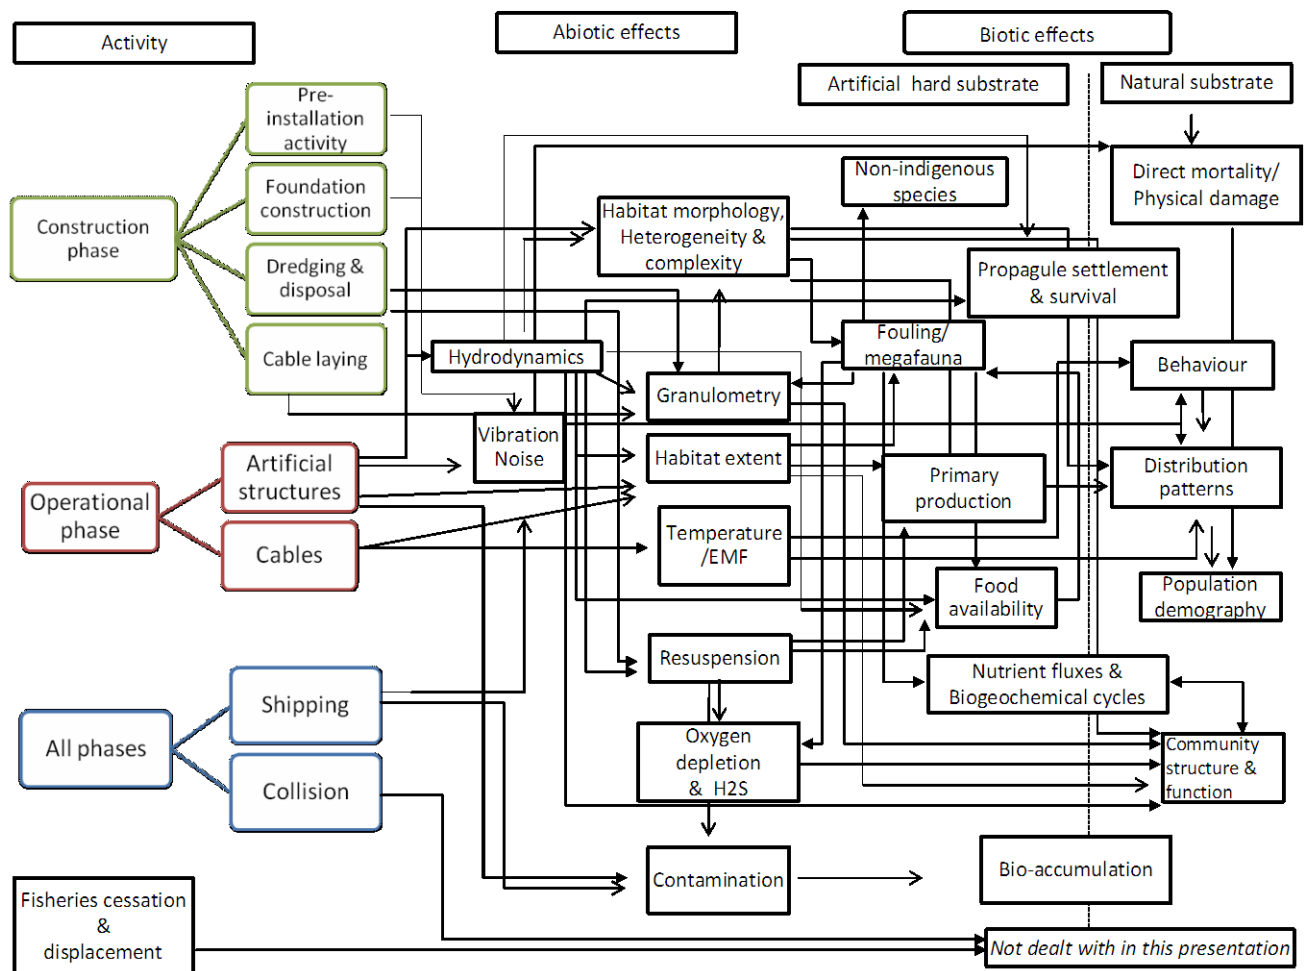 Activity
Abiotic effects
Biotic effects
Artificial hard substrate
Natural substrate
Pre-
installation
activity
Foundation
construction
Construction
phase
Dredging &
disposal
Cable laying
Habitat morphology,
Heterogeneity &
complexity
Non-indigenous
species
Direct mortality/
Physical damage
Propagule settlement
& survival
Hydrodynamics
Fouling/
megafauna
Behaviour
Granulometry
Vibration
Noise
Artificial
structures
Operational
phase
Cables
Habitat extent
Primary
production
Distribution
patterns
Temperature
/EMF
Food
availability
Population
demography
Resuspension
Nutrient fluxes &
Biogeochemical cycles
Shipping
All phases
Collision
Oxygen
depletion
& H2S
Community
structure &
function
Contamination
Bio-accumulation
Fisheries cessation
&
displacement
Not dealt with in this presentation